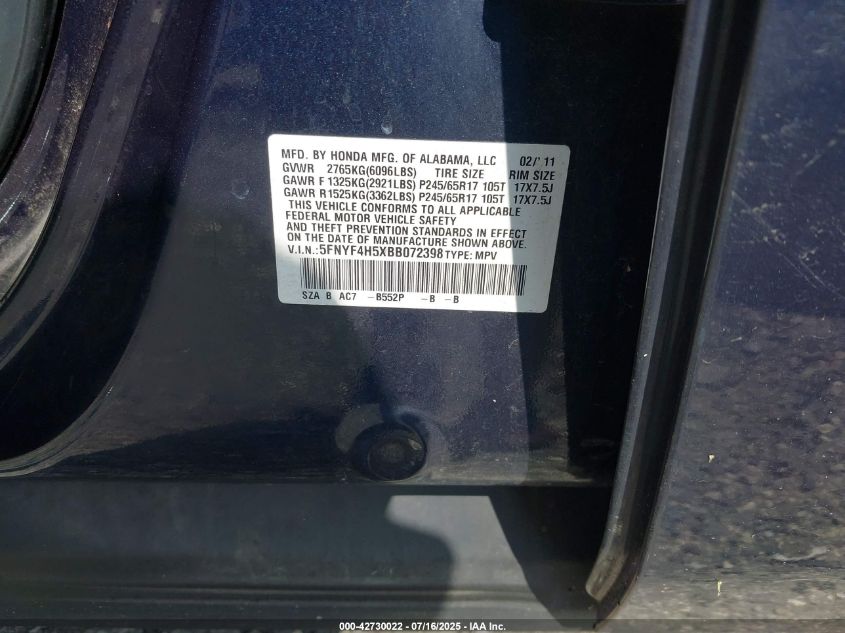 MFD. BY HONDA MFG. OF ALABAMA, LLC 02/'11
GVWR 2765KG(6096LBS) TIRE SIZE RIM SIZE
GAWR F 1325KG(2921LBS) P245/65R17 105T 17X7.5J
GAWR R 1525KG(3362LBS) P245/65R17 105T 17X7.5J
THIS VEHICLE CONFORMS TO ALL APPLICABLE
FEDERAL MOTOR VEHICLE SAFETY
AND THEFT PREVENTION STANDARDS IN EFFECT
ON THE DATE OF MANUFACTURE SHOWN ABOVE.
V.I.N.:5FNYF4H5XBB072398 TYPE: MPV
SZA B AC7 -B552P -B -B
000-42730022 - 07/16/2025 - IAA Inc.